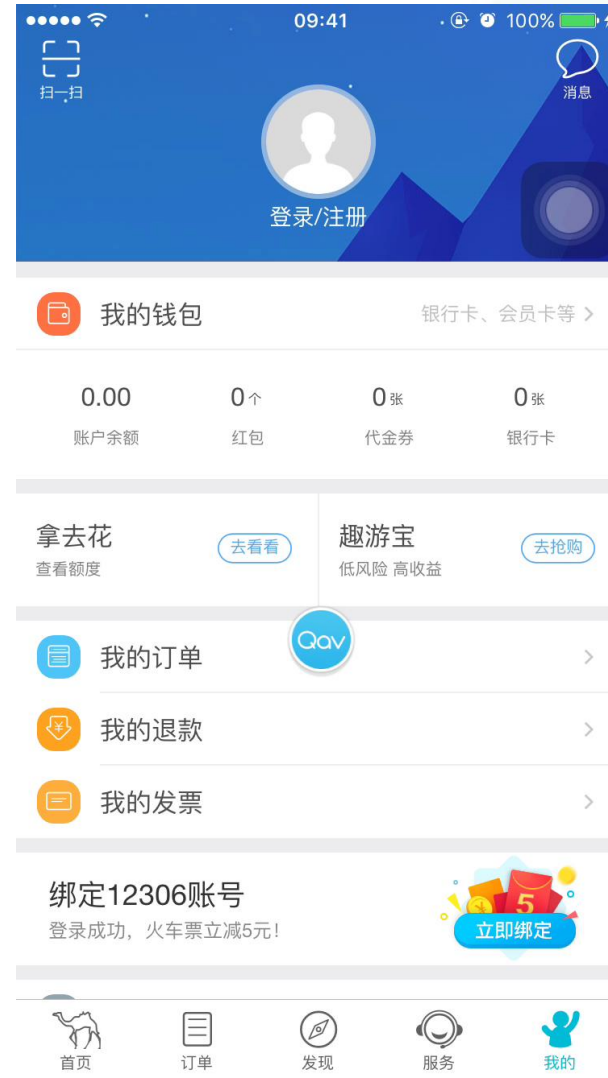 09:41
100%
扫一扫
消息
登录/注册
我的钱包
银行卡、会员卡等
0.00
0个
0张
0张
账户余额
红包
代金券
银行卡
拿去花
去看看
查看额度
趣游宝
去抢购
低风险 高收益
Qav
我的订单
我的退款
我的发票
绑定12306账号
登录成功，火车票立减5元！
5
立即绑定
首页
订单
发现
服务
我的